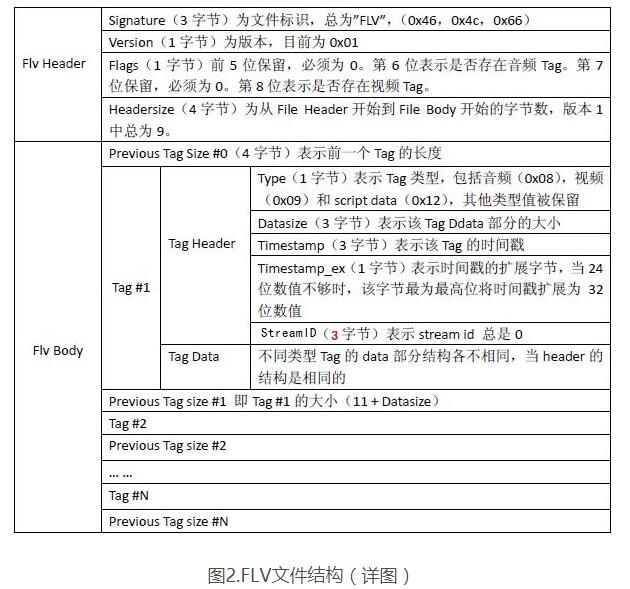 Flv Header
Signature（3 字节）为文件标识，总为”FLV”，（0x46，0x4c，0x66）
Version（1 字节）为版本，目前为 0x01
Flags（1 字节）前 5 位保留，必须为 0。第 6 位表示是否存在音频 Tag。第 7
位保留，必须为 0。第 8 位表示是否存在视频 Tag。
Headersize（4 字节）为从 File Header 开始到 File Body 开始的字节数，版本 1
中总为 9。
Flv Body
Previous Tag Size #0（4 字节）表示前一个 Tag 的长度
Tag #1
Tag Header
Type（1 字节）表示 Tag 类型，包括音频（0x08），视频
（0x09）和 script data（0x12），其他类型值被保留
Datasize（3 字节）表示该 Tag Ddata 部分的大小
Timestamp（3 字节）表示该 Tag 的时间戳
Timestamp_ex（1 字节）表示时间戳的扩展字节，当 24
位数值不够时，该字节最为最高位将时间戳扩展为 32
位数值
StreamID（3 字节）表示 stream id 总是 0
Tag Data
不同类型 Tag 的 data 部分结构各不相同，当 header 的
结构是相同的
Previous Tag size #1 即 Tag #1 的大小（11 + Datasize）
Tag #2
Previous Tag size #2
... ...
Tag #N
Previous Tag size #N
图2.FLV文件结构（详图）